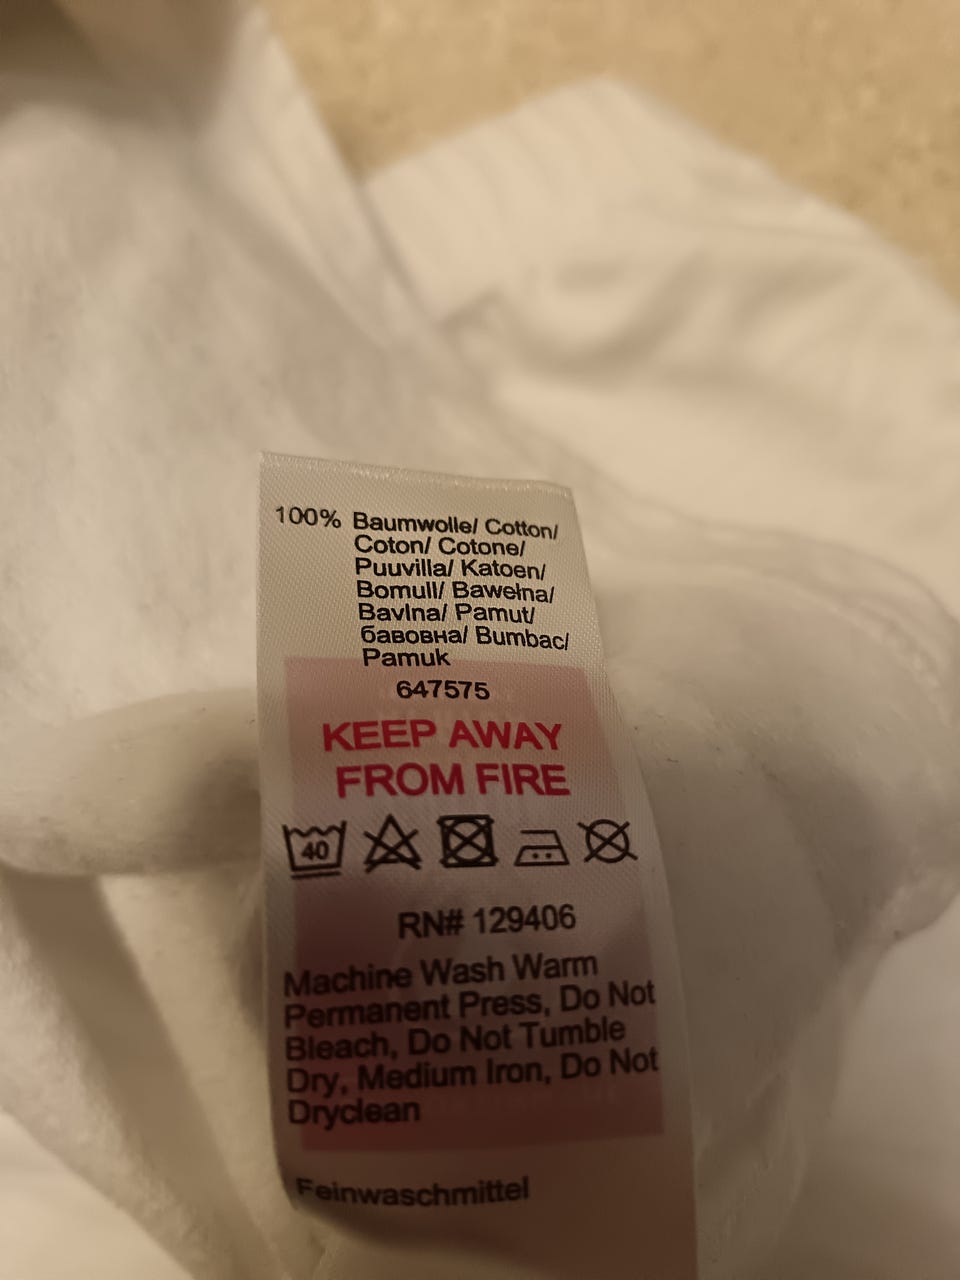 100% Baumwolle/ Cotton/
Coton/ Cotone/
Puuvilla/ Katoen/
Bomull/ Bawełna/
Bavlna/ Pamut/
бавовна/ Bumbac/
Pamuk
647575
KEEP AWAY
FROM FIRE
40
RN# 129406
Machine Wash Warm
Permanent Press, Do Not
Bleach, Do Not Tumble
Dry, Medium Iron, Do Not
Dryclean
Feinwaschmittel